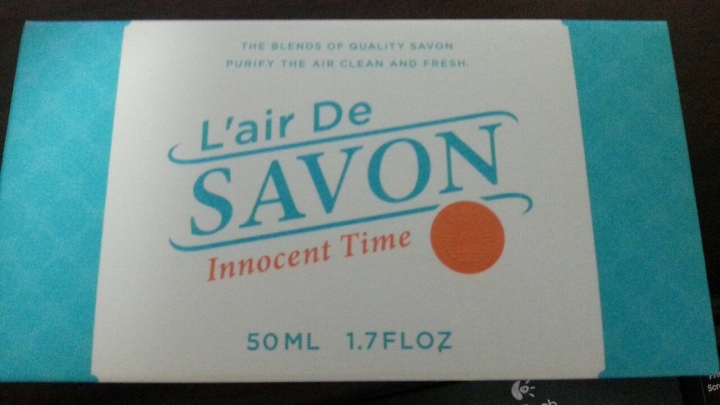 THE BLENDS OF QUALITY SAVON
PURIFY THE AIR CLEAN AND FRESH.
L'air De
SAVON
Innocent Time
50ML 1.7FLOZ